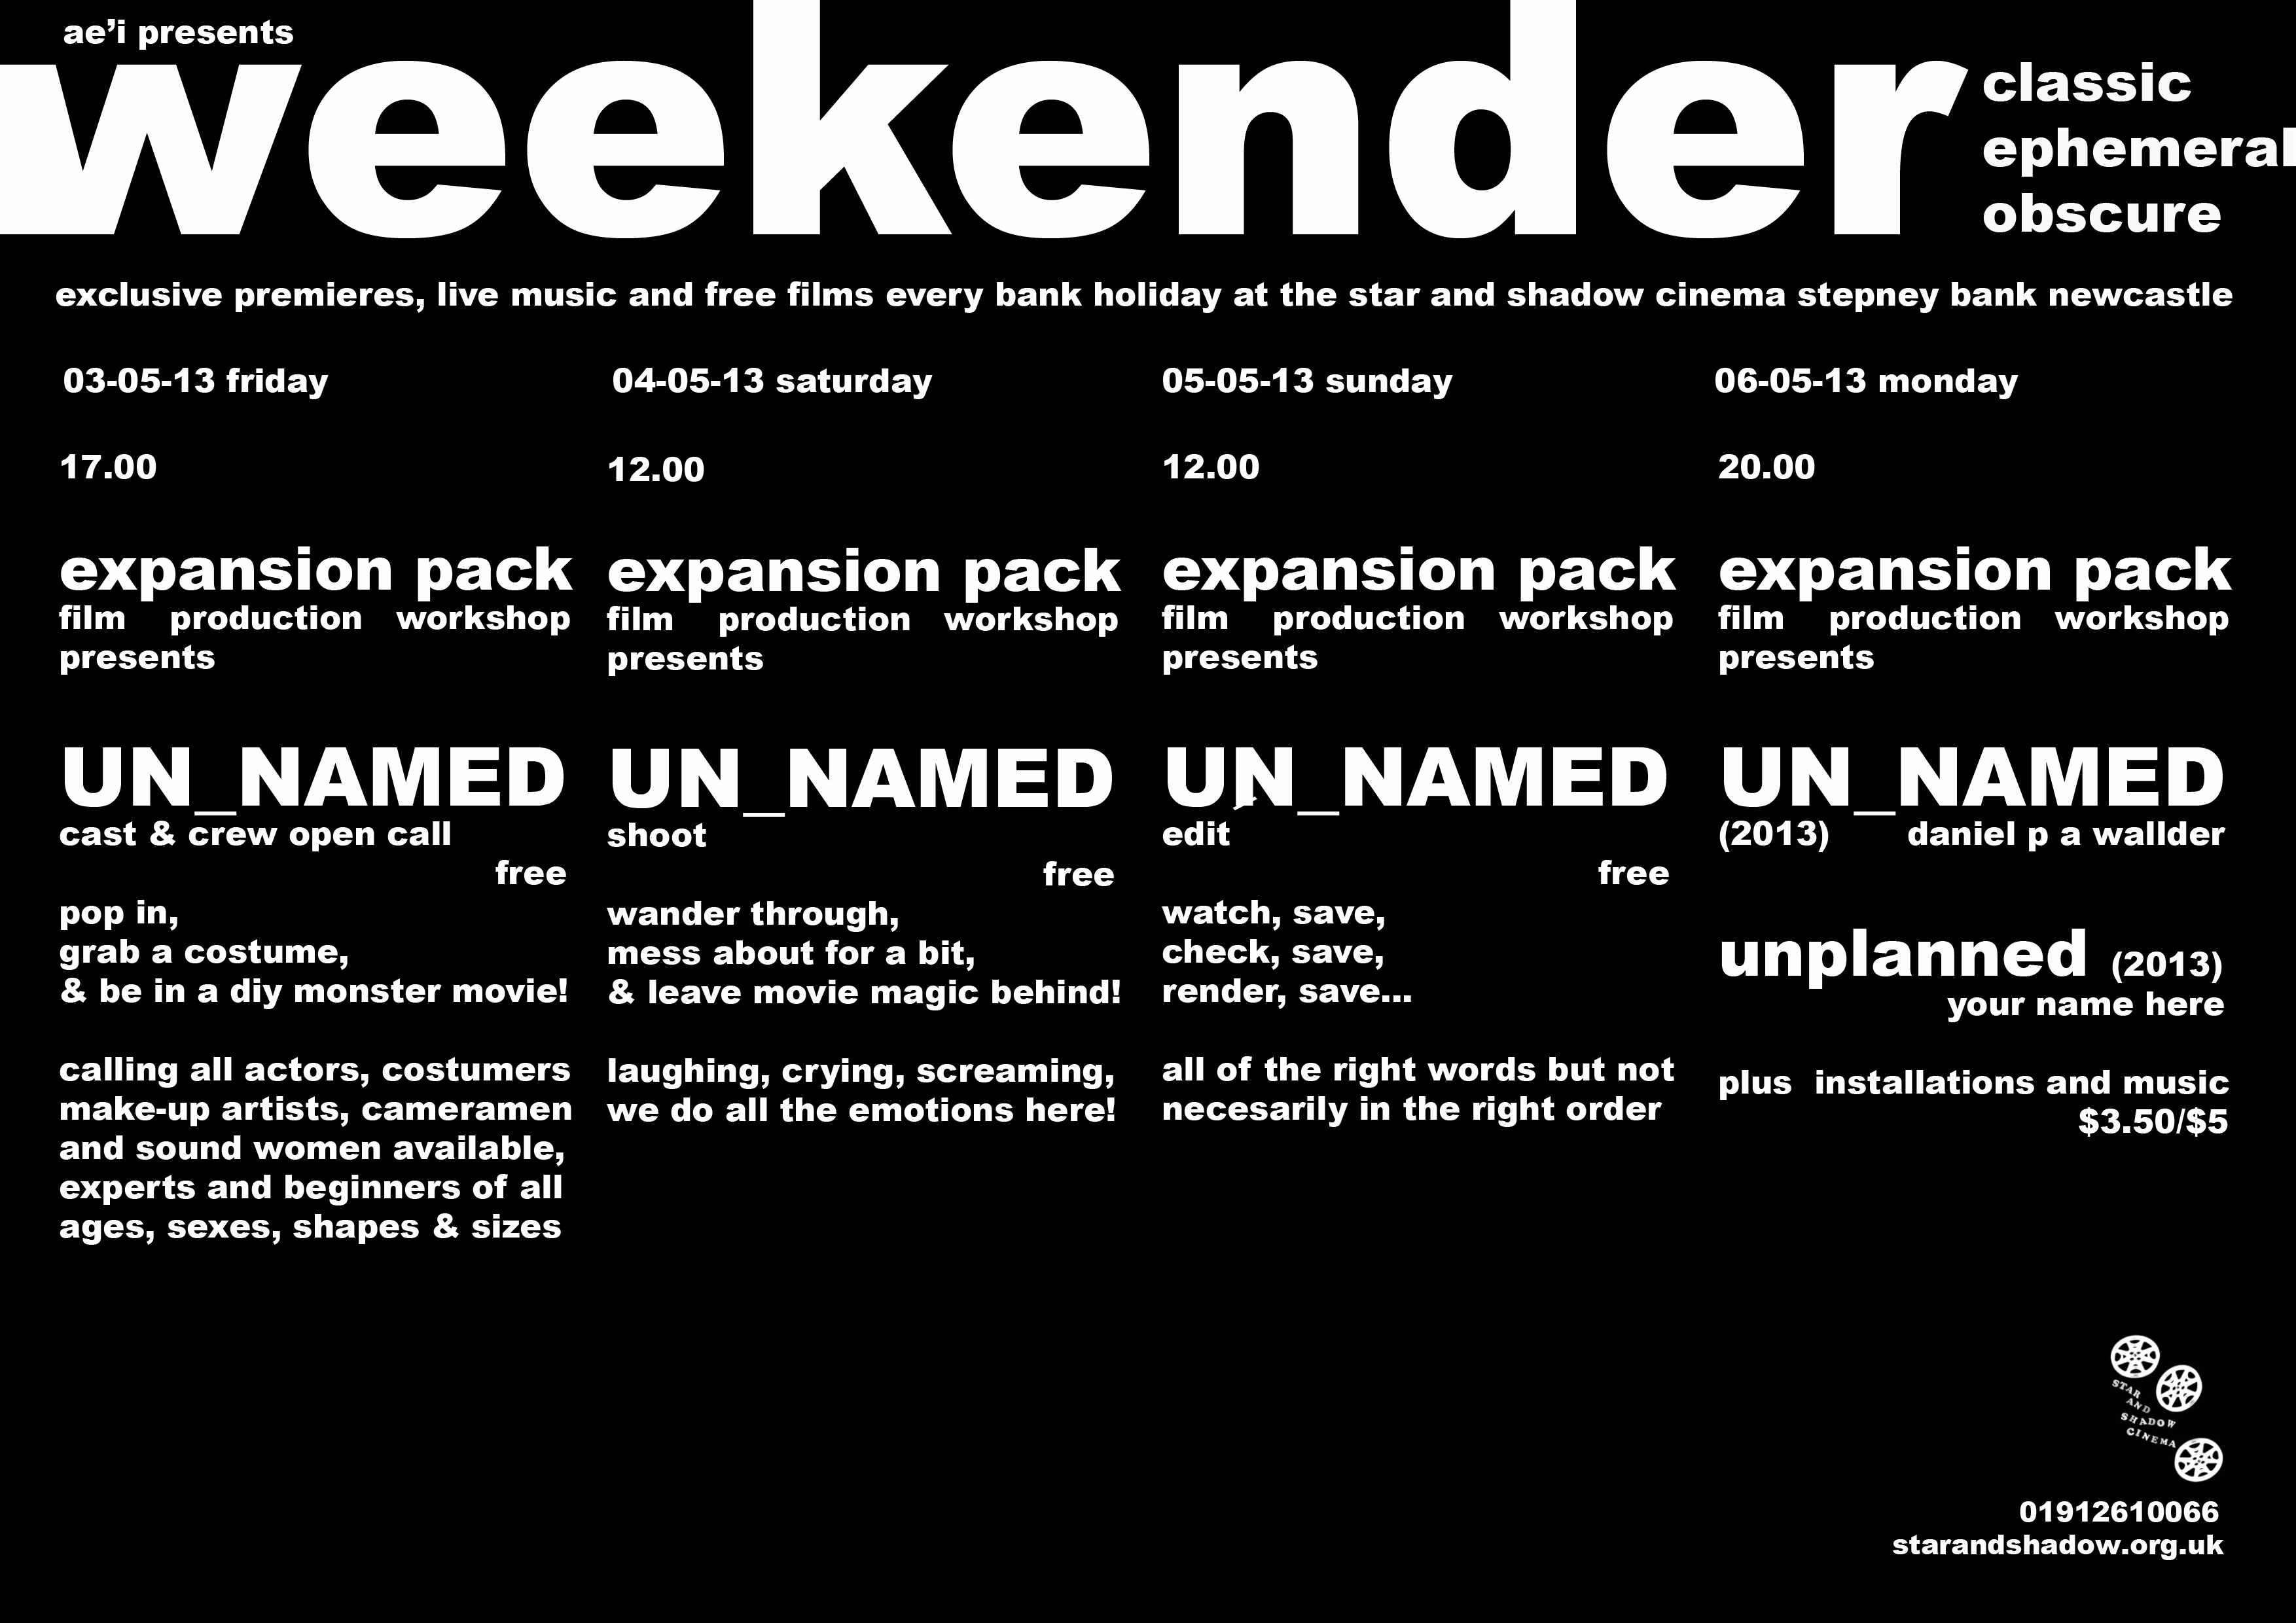 ae’i presents
weekender
classic
ephemeral
obscure
exclusive premieres, live music and free films every bank holiday at the star and shadow cinema stepney bank newcastle
03-05-13 friday
17.00
expansion pack
film production workshop
presents
UN_NAMED
cast & crew open call
free
pop in,
grab a costume,
& be in a diy monster movie!
calling all actors, costumers
make-up artists, cameramen
and sound women available,
experts and beginners of all
ages, sexes, shapes & sizes
04-05-13 saturday
12.00
expansion pack
film production workshop
presents
UN_NAMED
shoot
free
wander through,
mess about for a bit,
& leave movie magic behind!
laughing, crying, screaming,
we do all the emotions here!
05-05-13 sunday
12.00
expansion pack
film production workshop
presents
UN_NAMED
edit
free
watch, save,
check, save,
render, save...
all of the right words but not
necesarily in the right order
06-05-13 monday
20.00
expansion pack
film production workshop
presents
UN_NAMED
(2013) daniel p a wallder
unplanned (2013)
your name here
plus installations and music
$3.50/$5
STAR
AND
SHADOW
CINEMA
01912610066
starandshadow.org.uk